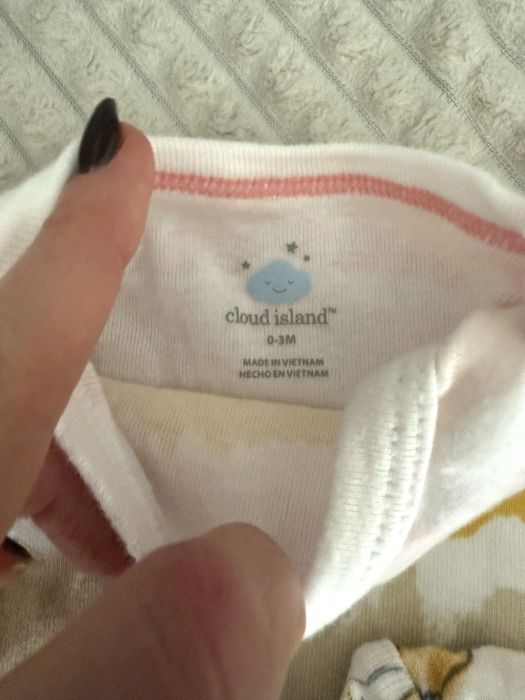 cloud island™
0-3M
MADE IN VIETNAM
HECHO EN VIETNAM